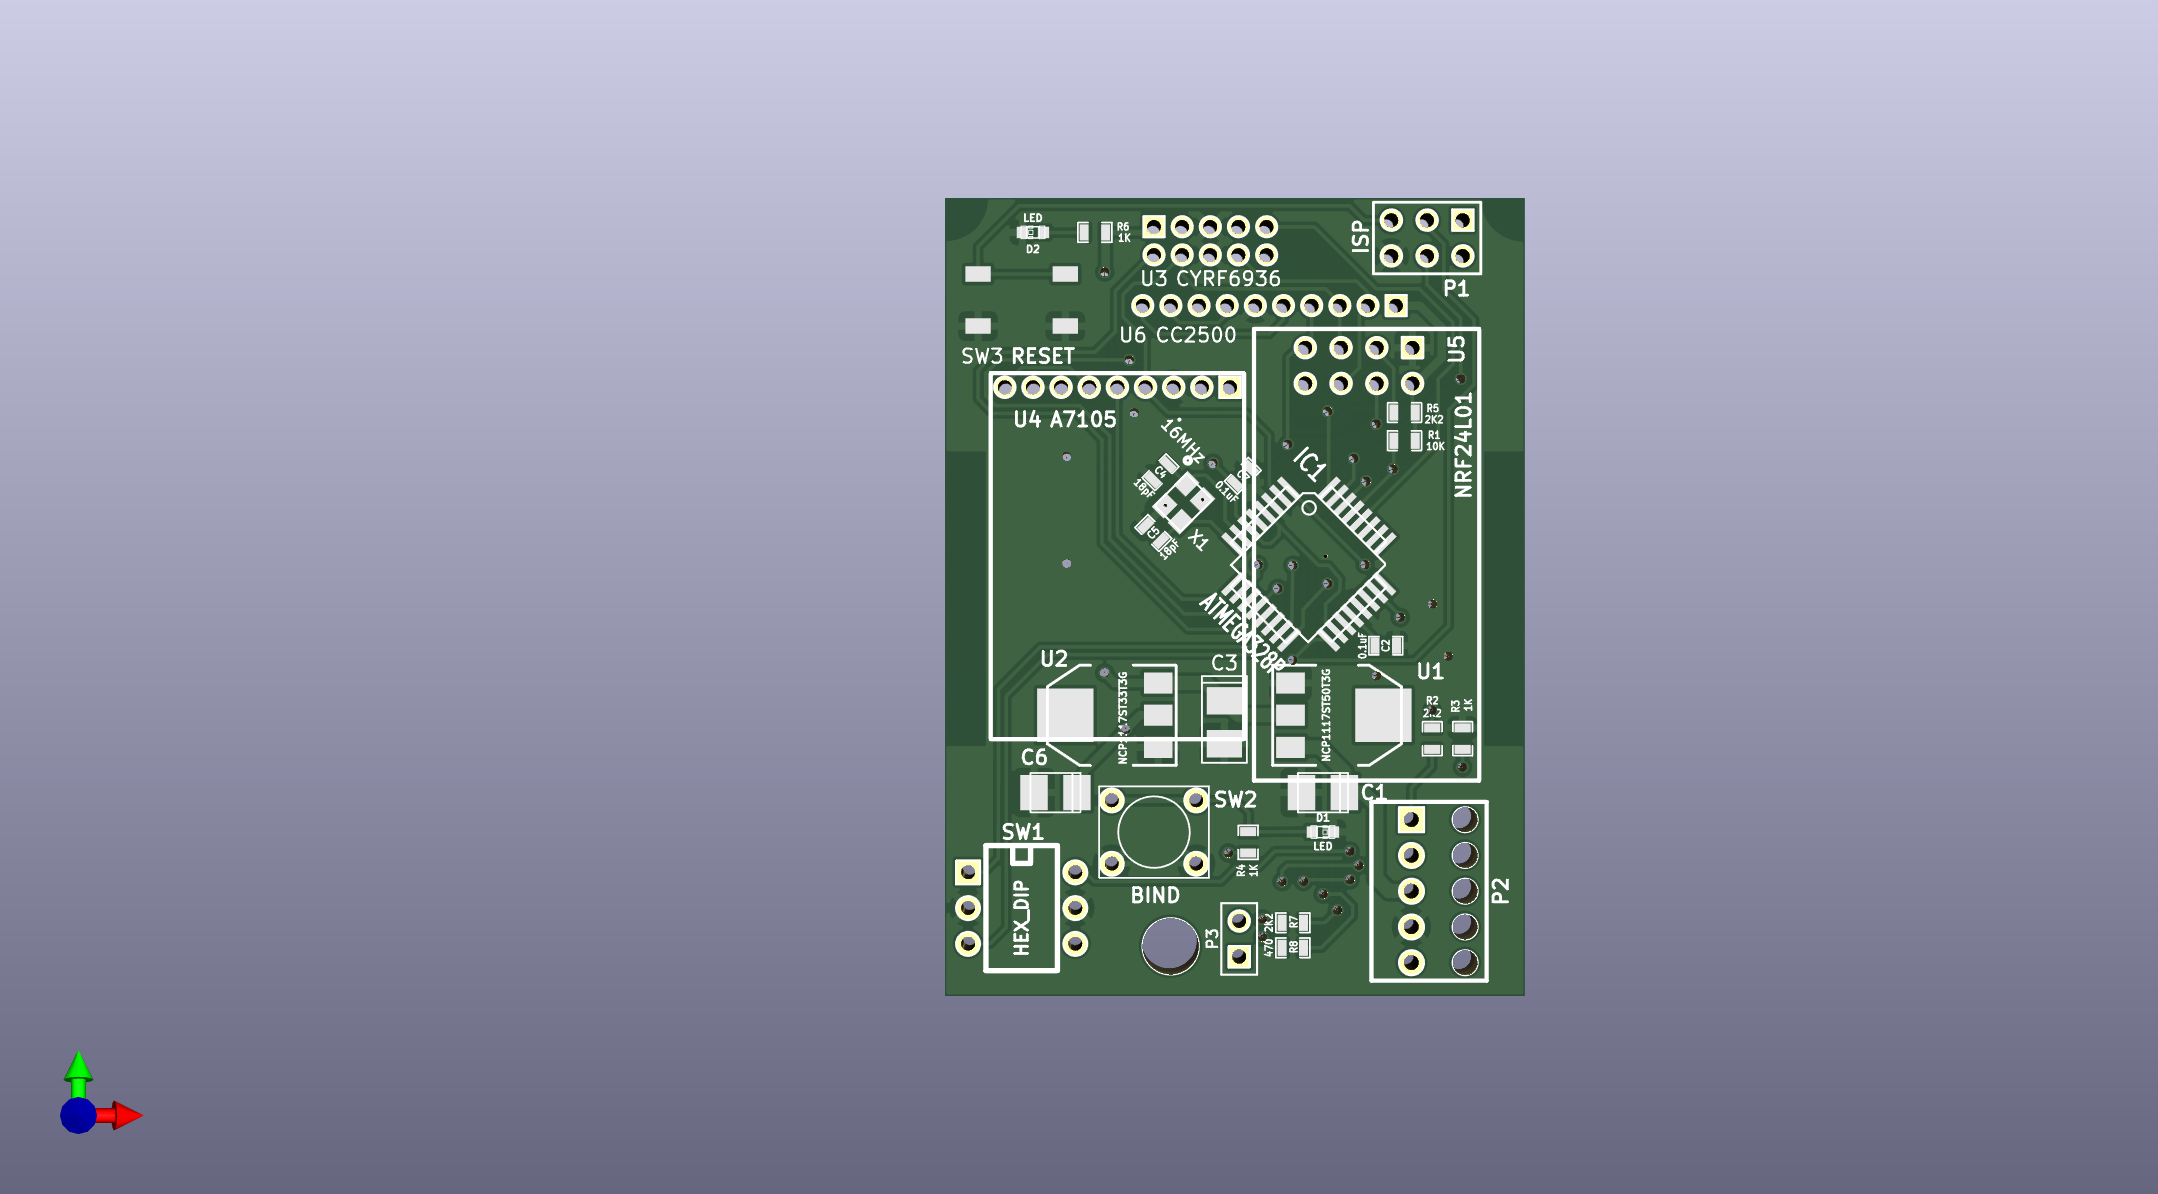 LED
D2
R6
1K
ISP
P1
U3 CYRF6936
U6 CC2500
SW3 RESET
U5
NRF24L01
U4 A7105
R5
2K2
R1
10K
16MHZ
C4
18pF
0.1uF
IC1
C5
18pF
X1
ATMEGA328P
0.1uF
C2
U2
C3
U1
NCP1117ST33T3G
NCP1117ST50T3G
R2
2K2
R3
1K
C6
C1
SW2
D1
LED
SW1
R4
1K
BIND
HEX_DIP
P2
P3
2K2
R7
470
R8